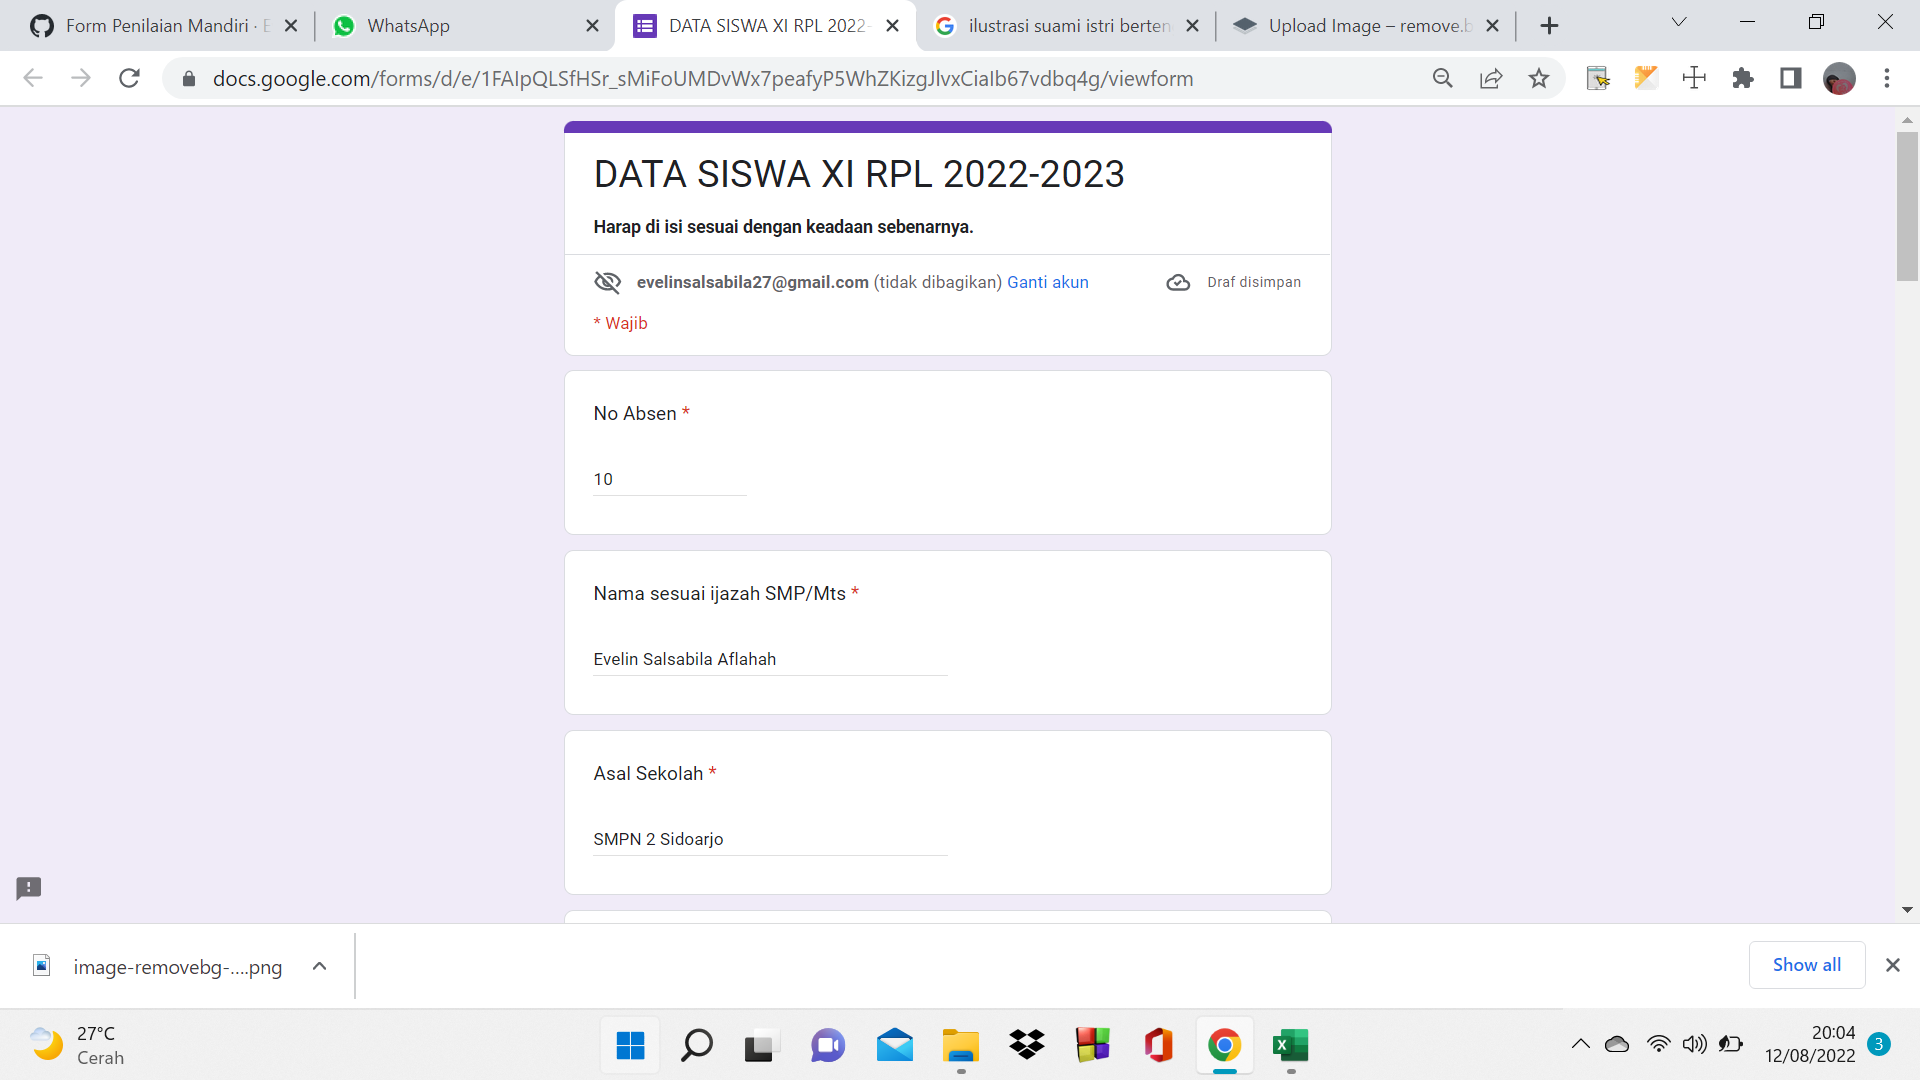 Form Penilaian Mandiri · E
WhatsApp
DATA SISWA XI RPL 2022-
ilustrasi suami istri berten
Upload Image – remove.b
docs.google.com/forms/d/e/1FAIpQLSfHSr_sMiFoUMDvWx7peafyP5WhZKizgJlvxCiaIb67vdbq4g/viewform
DATA SISWA XI RPL 2022-2023
Harap di isi sesuai dengan keadaan sebenarnya.
evelinsalsabila27@gmail.com (tidak dibagikan) Ganti akun
Draf disimpan
* Wajib
No Absen *
10
Nama sesuai ijazah SMP/Mts *
Evelin Salsabila Aflahah
Asal Sekolah *
SMPN 2 Sidoarjo
image-removebg-....png
Show all
27°C
Cerah
20:04
12/08/2022
3